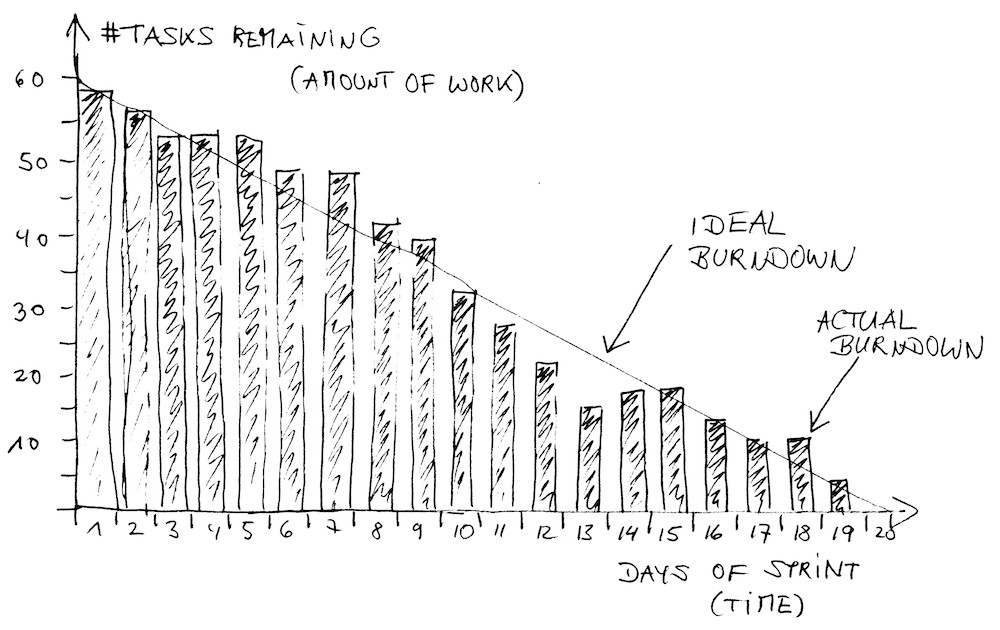 #TASKS REMAINING
(AMOUNT OF WORK)
60
50
40
30
20
10
IDEAL
BURNDOWN
ACTUAL
BURNDOWN
1 2 3 4 5 6 7 8 9 10 11 12 13 14 15 16 17 18 19 20
DAYS OF SPRINT
(TIME)